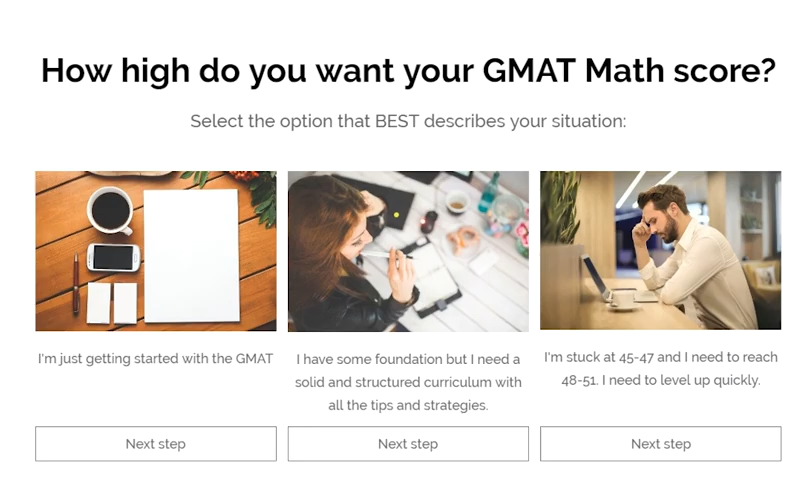 How high do you want your GMAT Math score?
Select the option that BEST describes your situation:
I'm just getting started with the GMAT
I have some foundation but I need a
solid and structured curriculum with
all the tips and strategies.
I'm stuck at 45-47 and I need to reach
48-51. I need to level up quickly.
Next step
Next step
Next step